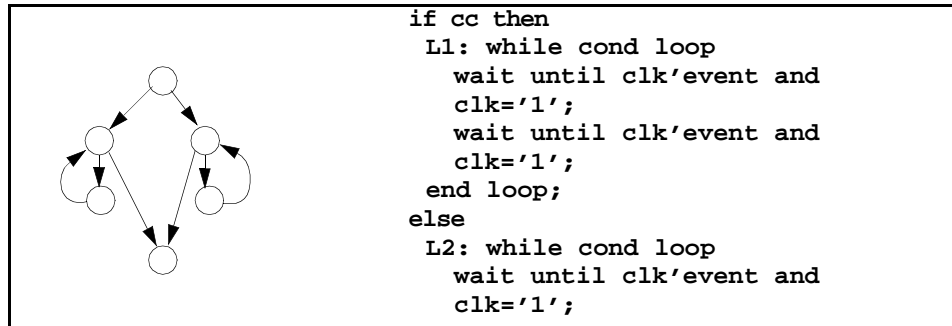 if cc then
L1: while cond loop
wait until clk′event and
clk=′1′;
wait until clk′event and
clk=′1′;
end loop;
else
L2: while cond loop
wait until clk′event and
clk=′1′;